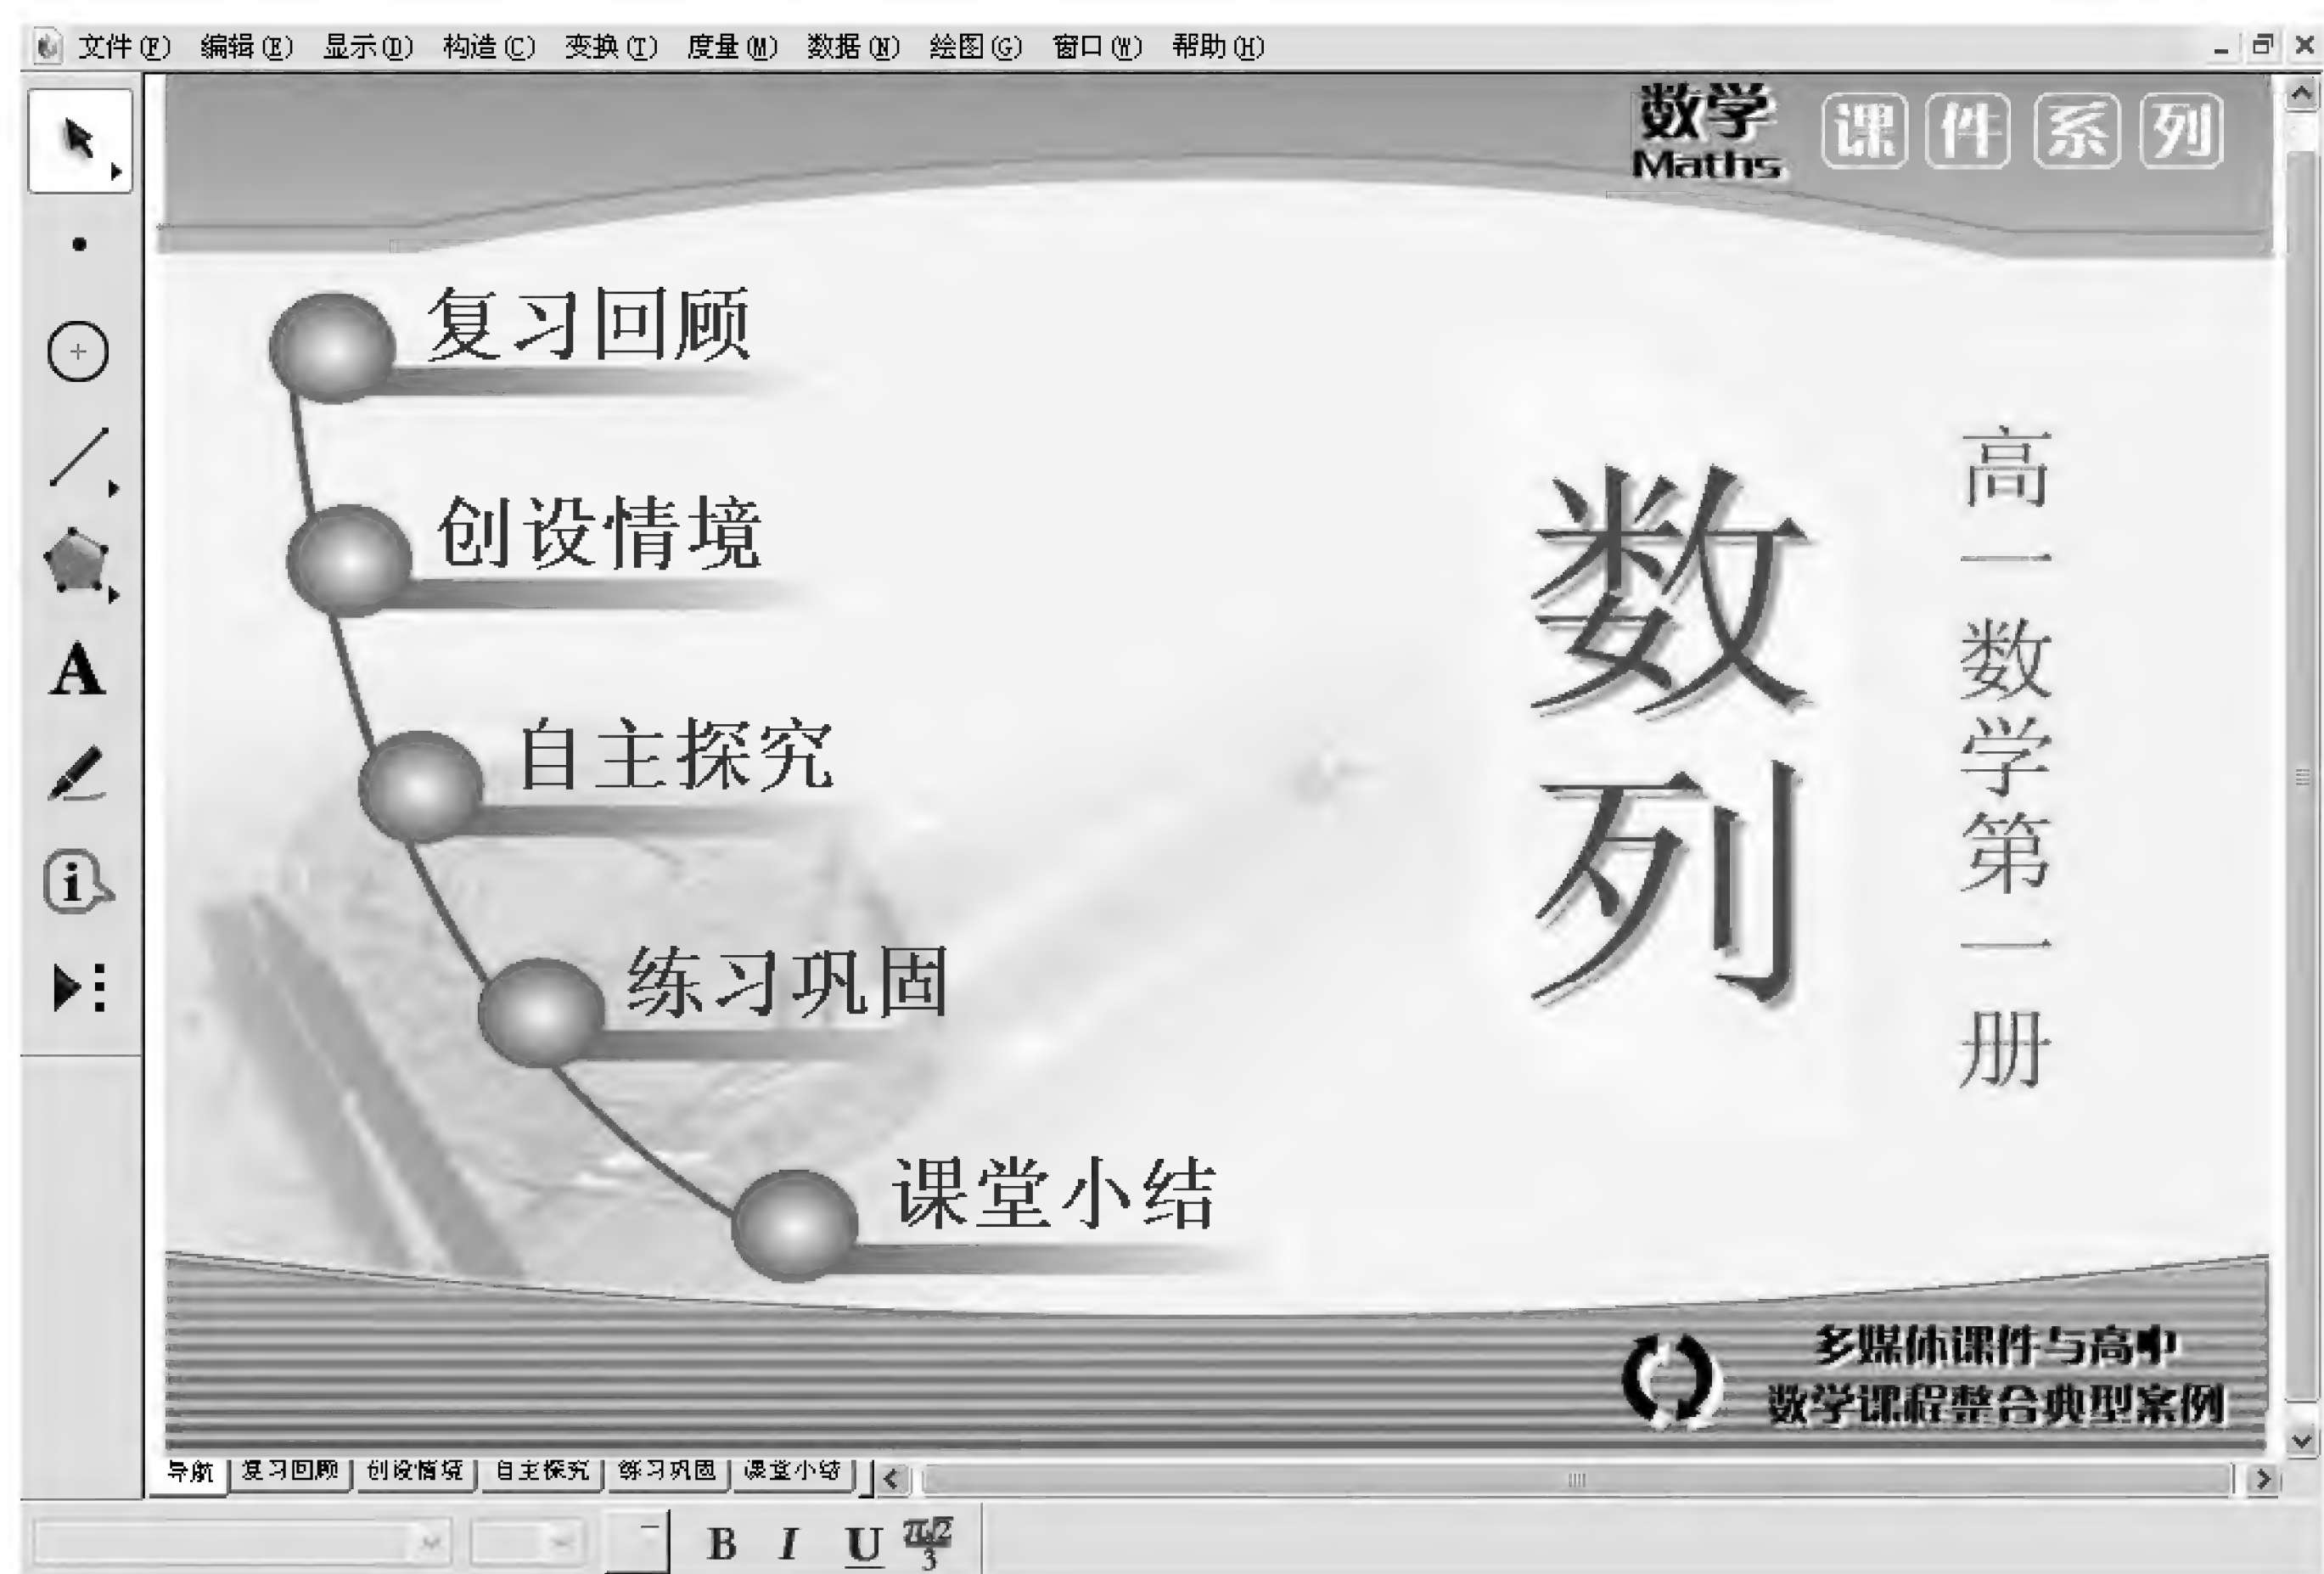 文件(F) 编辑(E) 显示(D) 构造(C) 变换(T) 度量(M) 数据(N) 绘图(G) 窗口(W) 帮助(H)
数学
Maths
课件系列
复习回顾
创设情境
自主探究
练习巩固
课堂小结
数列
高一数学第一册
A
i
多媒体课件与高中
数学课程整合典型案例
导航 复习回顾 创设情境 自主探究 练习巩固 课堂小结
B I U π√2/3